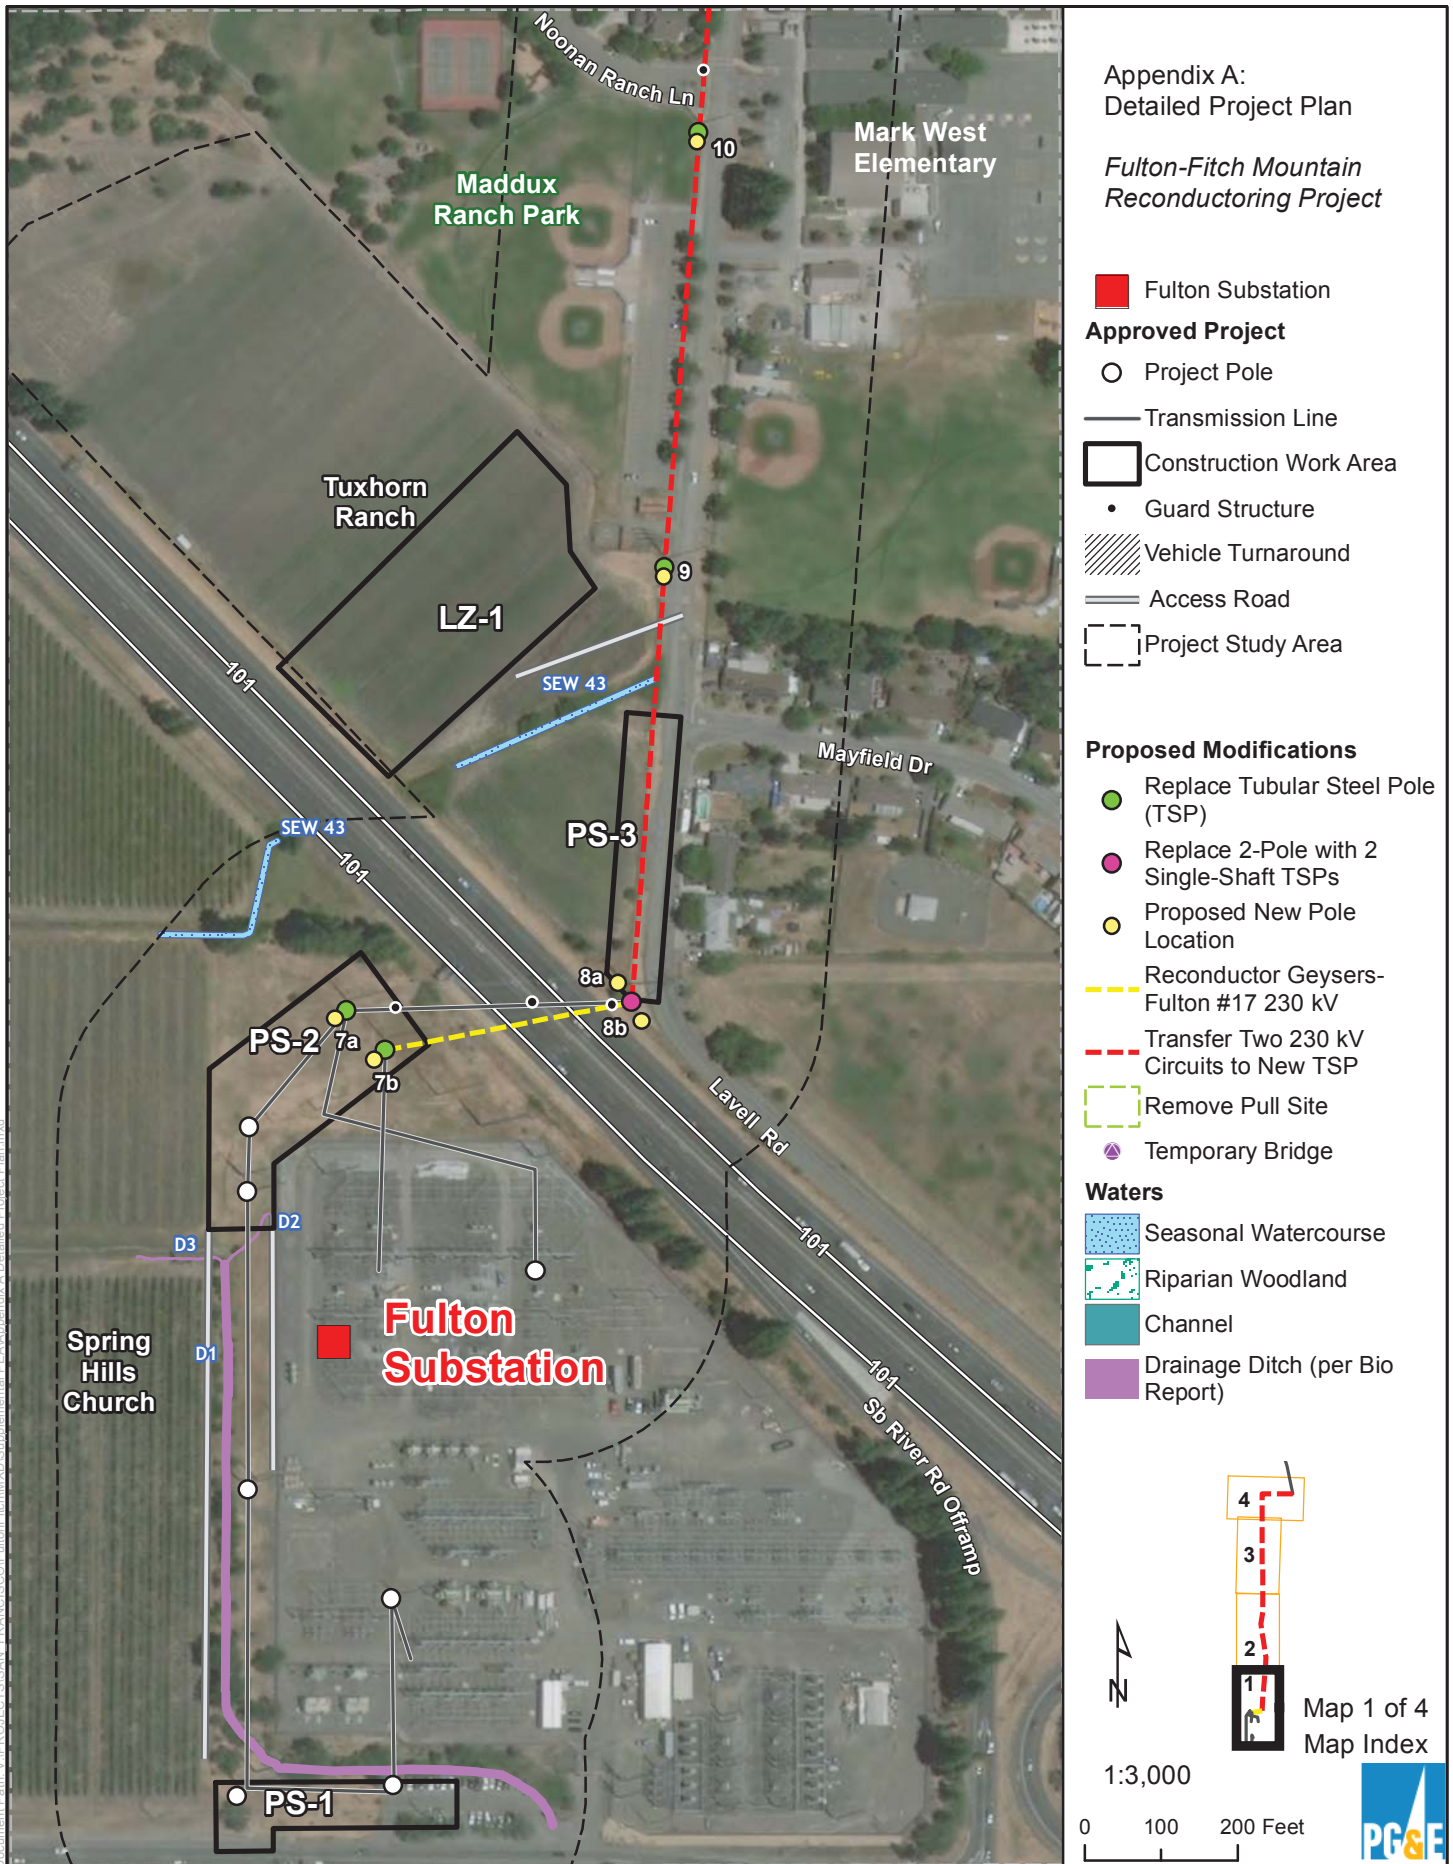 Noonan Ranch Ln
10
Mark West
Elementary
Maddux
Ranch Park
Tuxhorn
Ranch
9
LZ-1
SEW 43
101
Mayfield Dr
PS-3
SEW 43
101
8a
8b
PS-2
7a
7b
Lavell Rd
D2
D3
101
Fulton
Substation
Spring
Hills
Church
D1
101
Sb River Rd Offramp
PS-1
Appendix A:
Detailed Project Plan
Fulton-Fitch Mountain
Reconductoring Project
Fulton Substation
Approved Project
Project Pole
Transmission Line
Construction Work Area
Guard Structure
Vehicle Turnaround
Access Road
Project Study Area
Proposed Modifications
Replace Tubular Steel Pole
(TSP)
Replace 2-Pole with 2
Single-Shaft TSPs
Proposed New Pole
Location
Reconductor Geysers-
Fulton #17 230 kV
Transfer Two 230 kV
Circuits to New TSP
Remove Pull Site
Temporary Bridge
Waters
Seasonal Watercourse
Riparian Woodland
Channel
Drainage Ditch (per Bio
Report)
4
3
2
1
N
Map 1 of 4
Map Index
1:3,000
0 100 200 Feet
PG&E